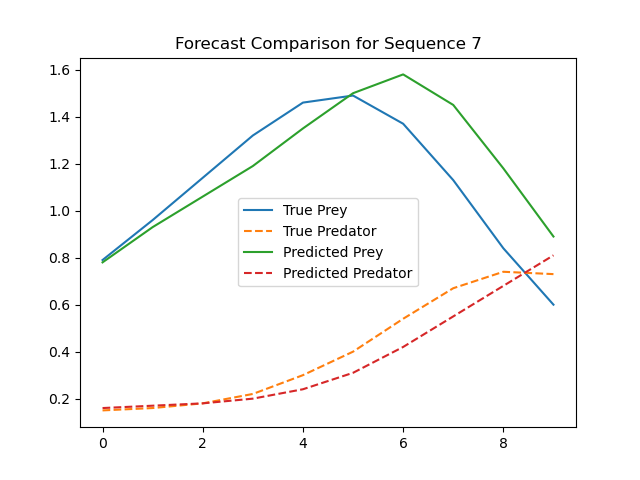 Forecast Comparison for Sequence 7
1.6
1.4
1.2
1.0
0.8
0.6
0.4
0.2
True Prey
True Predator
Predicted Prey
Predicted Predator
0 2 4 6 8